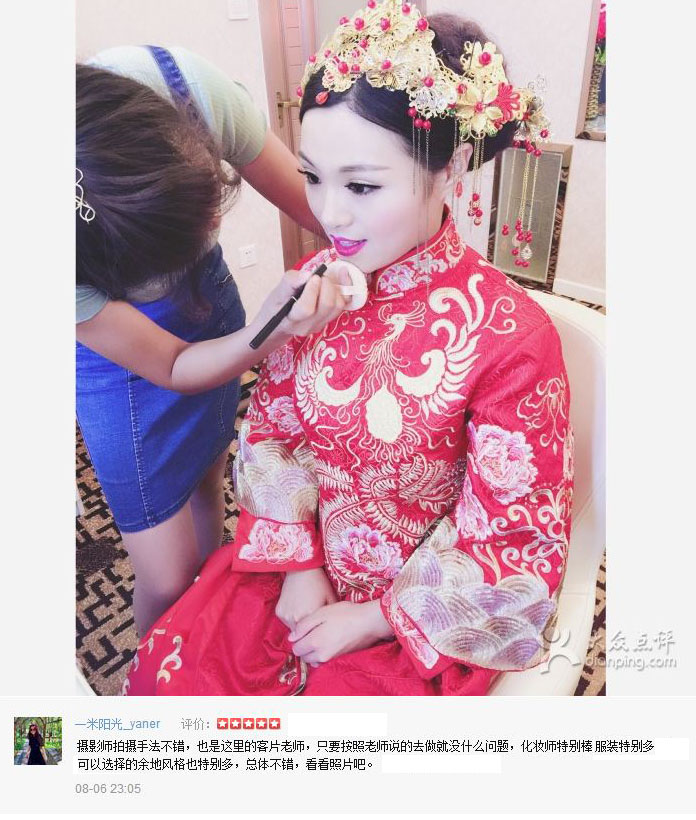 大众点评
dianping.com
一米阳光_yaner 评价：
摄影师拍摄手法不错，也是这里的客片老师，只要按照老师说的去做就没什么问题，化妆师特别棒 服装特别多
可以选择的余地风格也特别多，总体不错，看看照片吧。
08-06 23:05